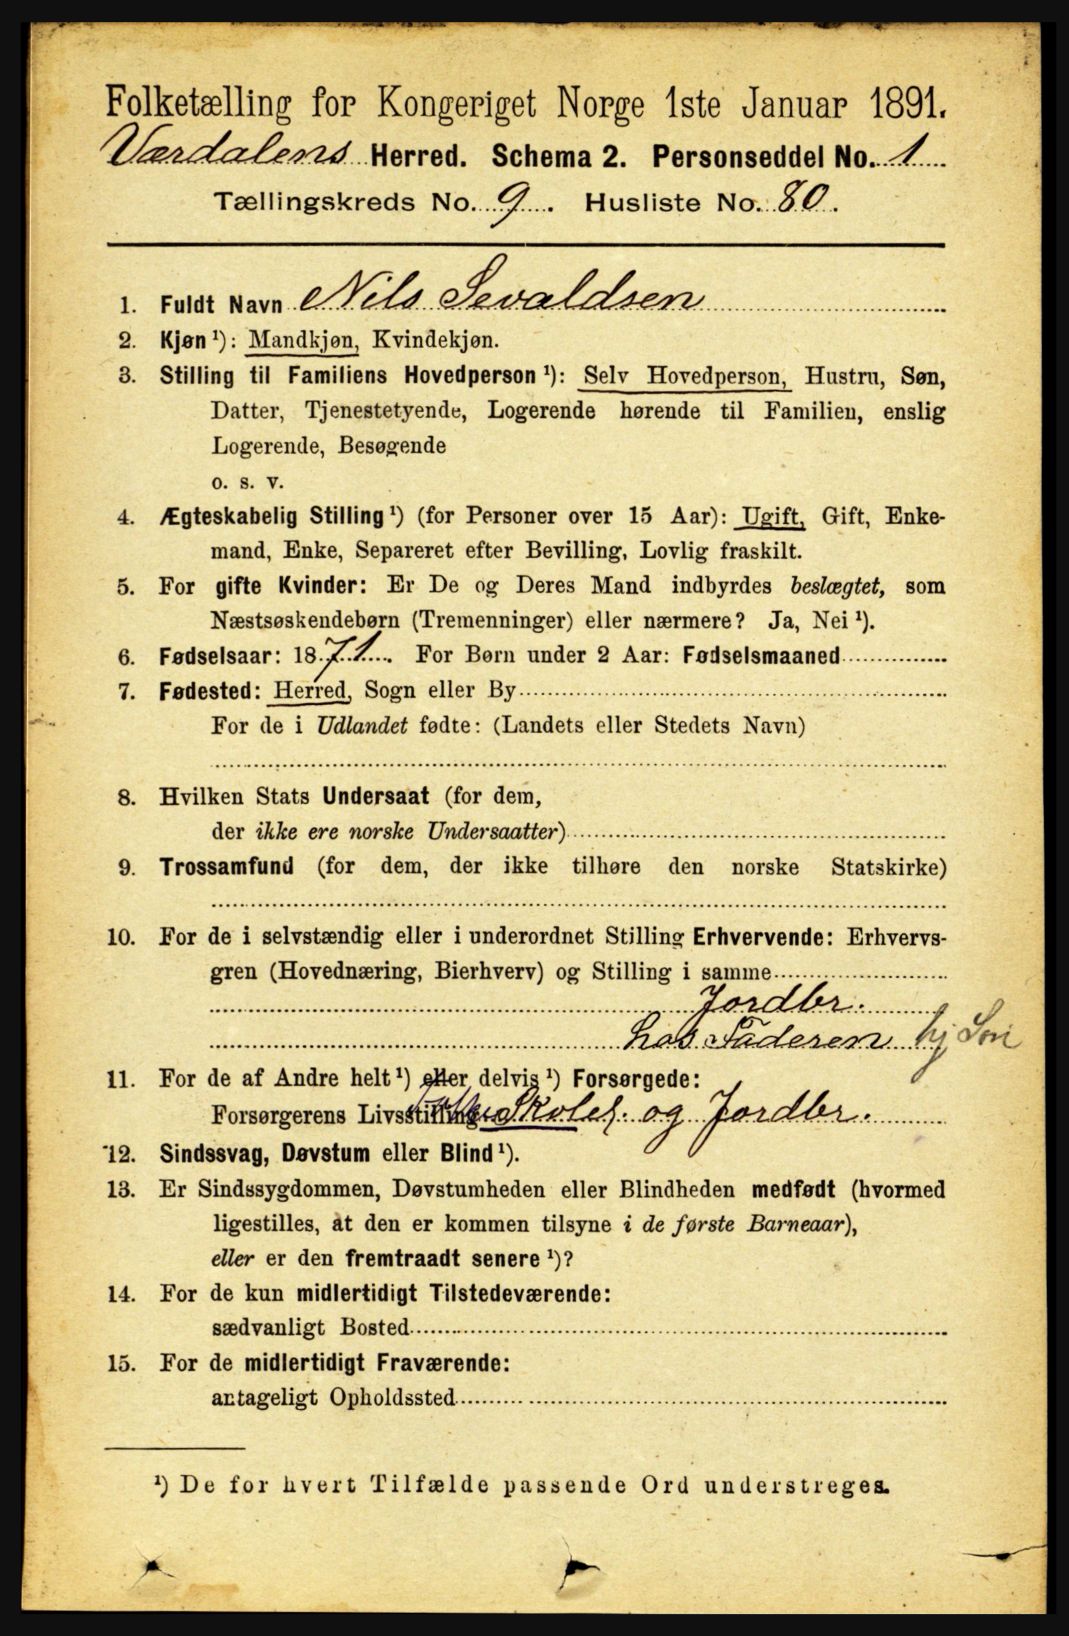 Folketælling for Kongeriget Norge 1ste Januar 1891.
Værdalens Herred. Schema 2. Personseddel No. 1
Tællingskreds No. 9. Husliste No. 80.
1. Fuldt Navn Nils Sevaldsen
2. Kjøn ¹): Mandkjøn, Kvindekjøn.
3. Stilling til Familiens Hovedperson ¹): Selv Hovedperson, Hustru, Søn,
Datter, Tjenestetyende, Logerende hørende til Familien, enslig
Logerende, Besøgende
o. s. v.
4. Ægteskabelig Stilling ¹) (for Personer over 15 Aar): Ugift, Gift, Enke-
mand, Enke, Separeret efter Bevilling, Lovlig fraskilt.
5. For gifte Kvinder: Er De og Deres Mand indbyrdes beslægtet, som
Næstsøskendebørn (Tremenninger) eller nærmere? Ja, Nei ¹).
6. Fødselsaar: 1871. For Børn under 2 Aar: Fødselsmaaned
7. Fødested: Herred, Sogn eller By
For de i Udlandet fødte: (Landets eller Stedets Navn)
8. Hvilken Stats Undersaat (for dem,
der ikke ere norske Undersaatter)
9. Trossamfund (for dem, der ikke tilhøre den norske Statskirke)
10. For de i selvstændig eller i underordnet Stilling Erhvervende: Erhvervs-
gren (Hovednæring, Bierhverv) og Stilling i samme
Jordbr.
hos Faderen hj Søn
11. For de af Andre helt ¹) eller delvis ¹) Forsørgede:
Forsørgerens Livsstilling Skolel. og Jordbr.
12. Sindssvag, Døvstum eller Blind ¹).
13. Er Sindssygdommen, Døvstumheden eller Blindheden medfødt (hvormed
ligestilles, at den er kommen tilsyne i de første Barneaar),
eller er den fremtraadt senere ¹)?
14. For de kun midlertidigt Tilstedeværende:
sædvanligt Bosted
15. For de midlertidigt Fraværende:
antageligt Opholdssted
¹) De for hvert Tilfælde passende Ord understreges.